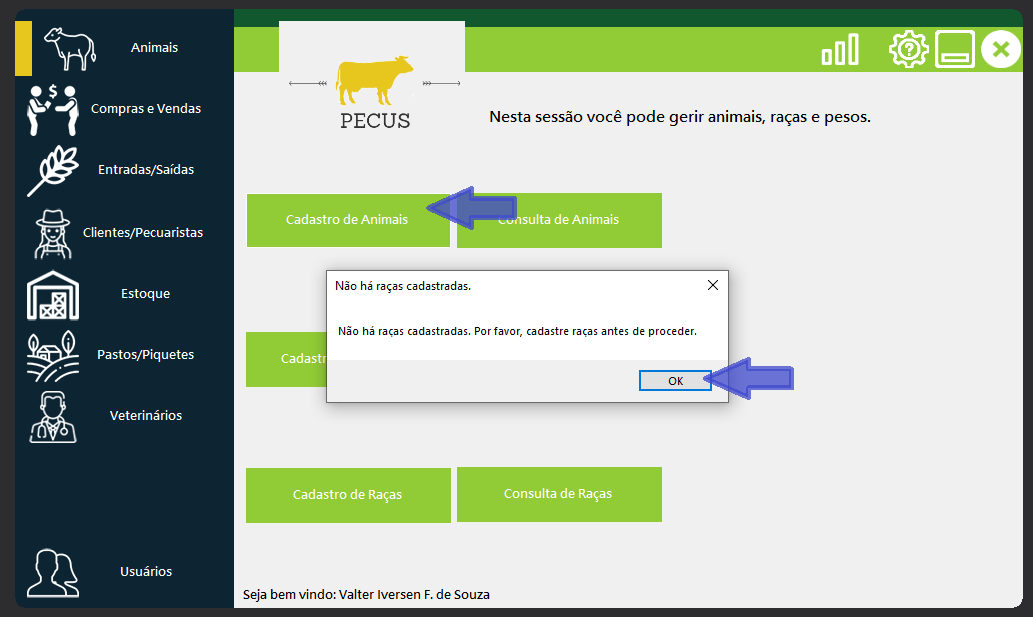 Animais
Compras e Vendas
Entradas/Saídas
Clientes/Pecuaristas
Estoque
Pastos/Piquetes
Veterinários
Usuários
$
?
PECUS
Nesta sessão você pode gerir animais, raças e pesos.
Cadastro de Animais
Consulta de Animais
Não há raças cadastradas.
Não há raças cadastradas. Por favor, cadastre raças antes de proceder.
OK
Cadastro de Raças
Consulta de Raças
Seja bem vindo: Valter Iversen F. de Souza